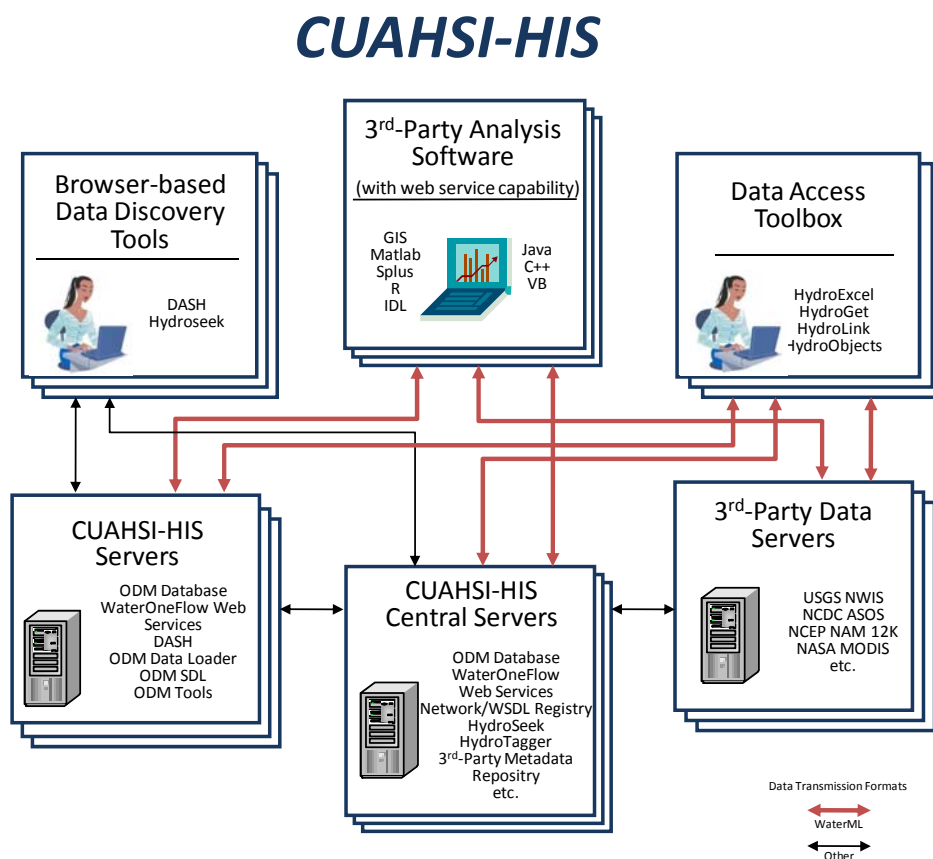 CUAHSI-HIS
Browser-based
Data Discovery
Tools
DASH
Hydroseek
3rd-Party Analysis
Software
(with web service capability)
GIS
Matlab
Splus
R
IDL
Java
C++
VB
Data Access
Toolbox
HydroExcel
HydroGet
HydroLink
HydroObjects
CUAHSI-HIS
Servers
ODM Database
WaterOneFlow Web
Services
DASH
ODM Data Loader
ODM SDL
ODM Tools
CUAHSI-HIS
Central Servers
ODM Database
WaterOneFlow
Web Services
Network/WSDL Registry
HydroSeek
HydroTagger
3rd-Party Metadata
Repositry
etc.
3rd-Party Data
Servers
USGS NWIS
NCDC ASOS
NCEP NAM 12K
NASA MODIS
etc.
Data Transmission Formats
WaterML
Other